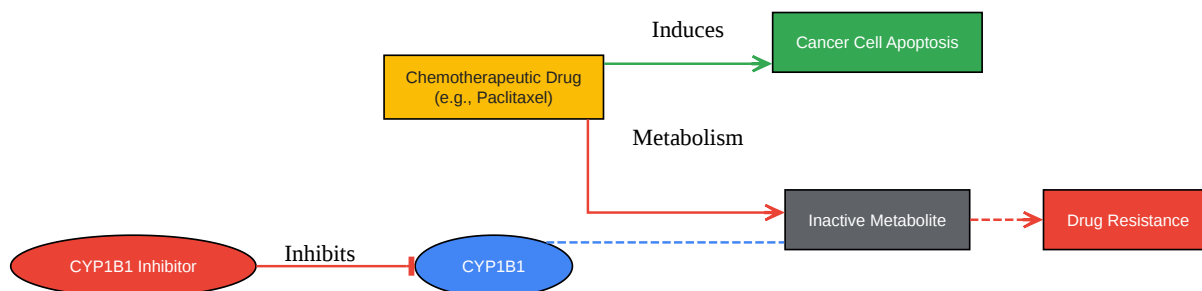 Induces
Cancer Cell Apoptosis
Chemotherapeutic Drug
(e.g., Paclitaxel)
Metabolism
Inactive Metabolite
Drug Resistance
CYP1B1 Inhibitor
Inhibits
CYP1B1